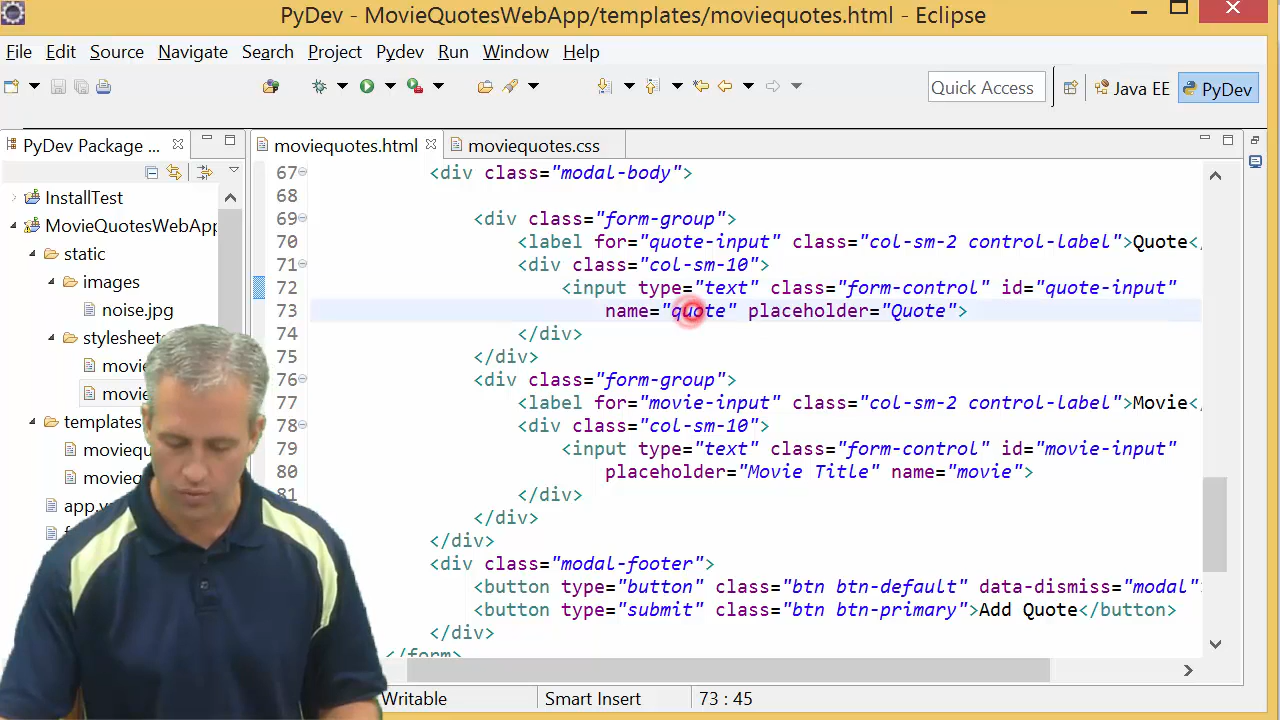 PyDev - MovieQuotesWebApp/templates/moviequotes.html - Eclipse
File Edit Source Navigate Search Project Pydev Run Window Help
Quick Access Java EE PyDev
PyDev Package ... moviequotes.html moviequotes.css
InstallTest
MovieQuotesWebApp
static
images
noise.jpg
stylesheets
movie
templates
moviequ
moviequ
67 <div class="modal-body">
68
69 <div class="form-group">
70 <label for="quote-input" class="col-sm-2 control-label">Quote</
71 <div class="col-sm-10">
72 <input type="text" class="form-control" id="quote-input"
73 name="quote" placeholder="Quote">
74 </div>
75 </div>
76 <div class="form-group">
77 <label for="movie-input" class="col-sm-2 control-label">Movie</
78 <div class="col-sm-10">
79 <input type="text" class="form-control" id="movie-input"
80 placeholder="Movie Title" name="movie">
81 </div>
</div>
</div>
<div class="modal-footer">
<button type="button" class="btn btn-default" data-dismiss="modal"
<button type="submit" class="btn btn-primary">Add Quote</button>
</div>
</form>
Writable Smart Insert 73 : 45